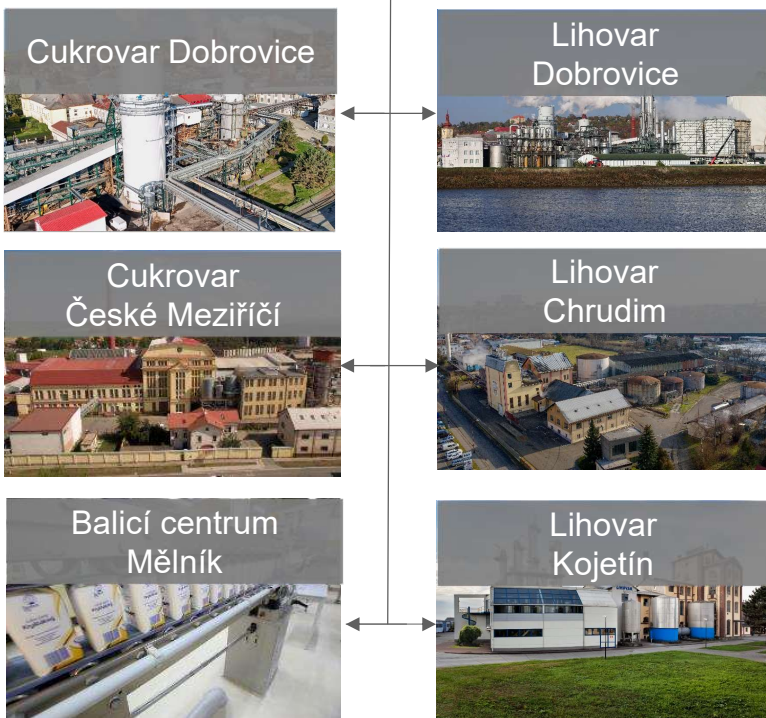 Cukrovar Dobrovice
Lihovar
Dobrovice
Cukrovar
České Meziříčí
Lihovar
Chrudim
Balicí centrum
Mělník
Lihovar
Kojetín